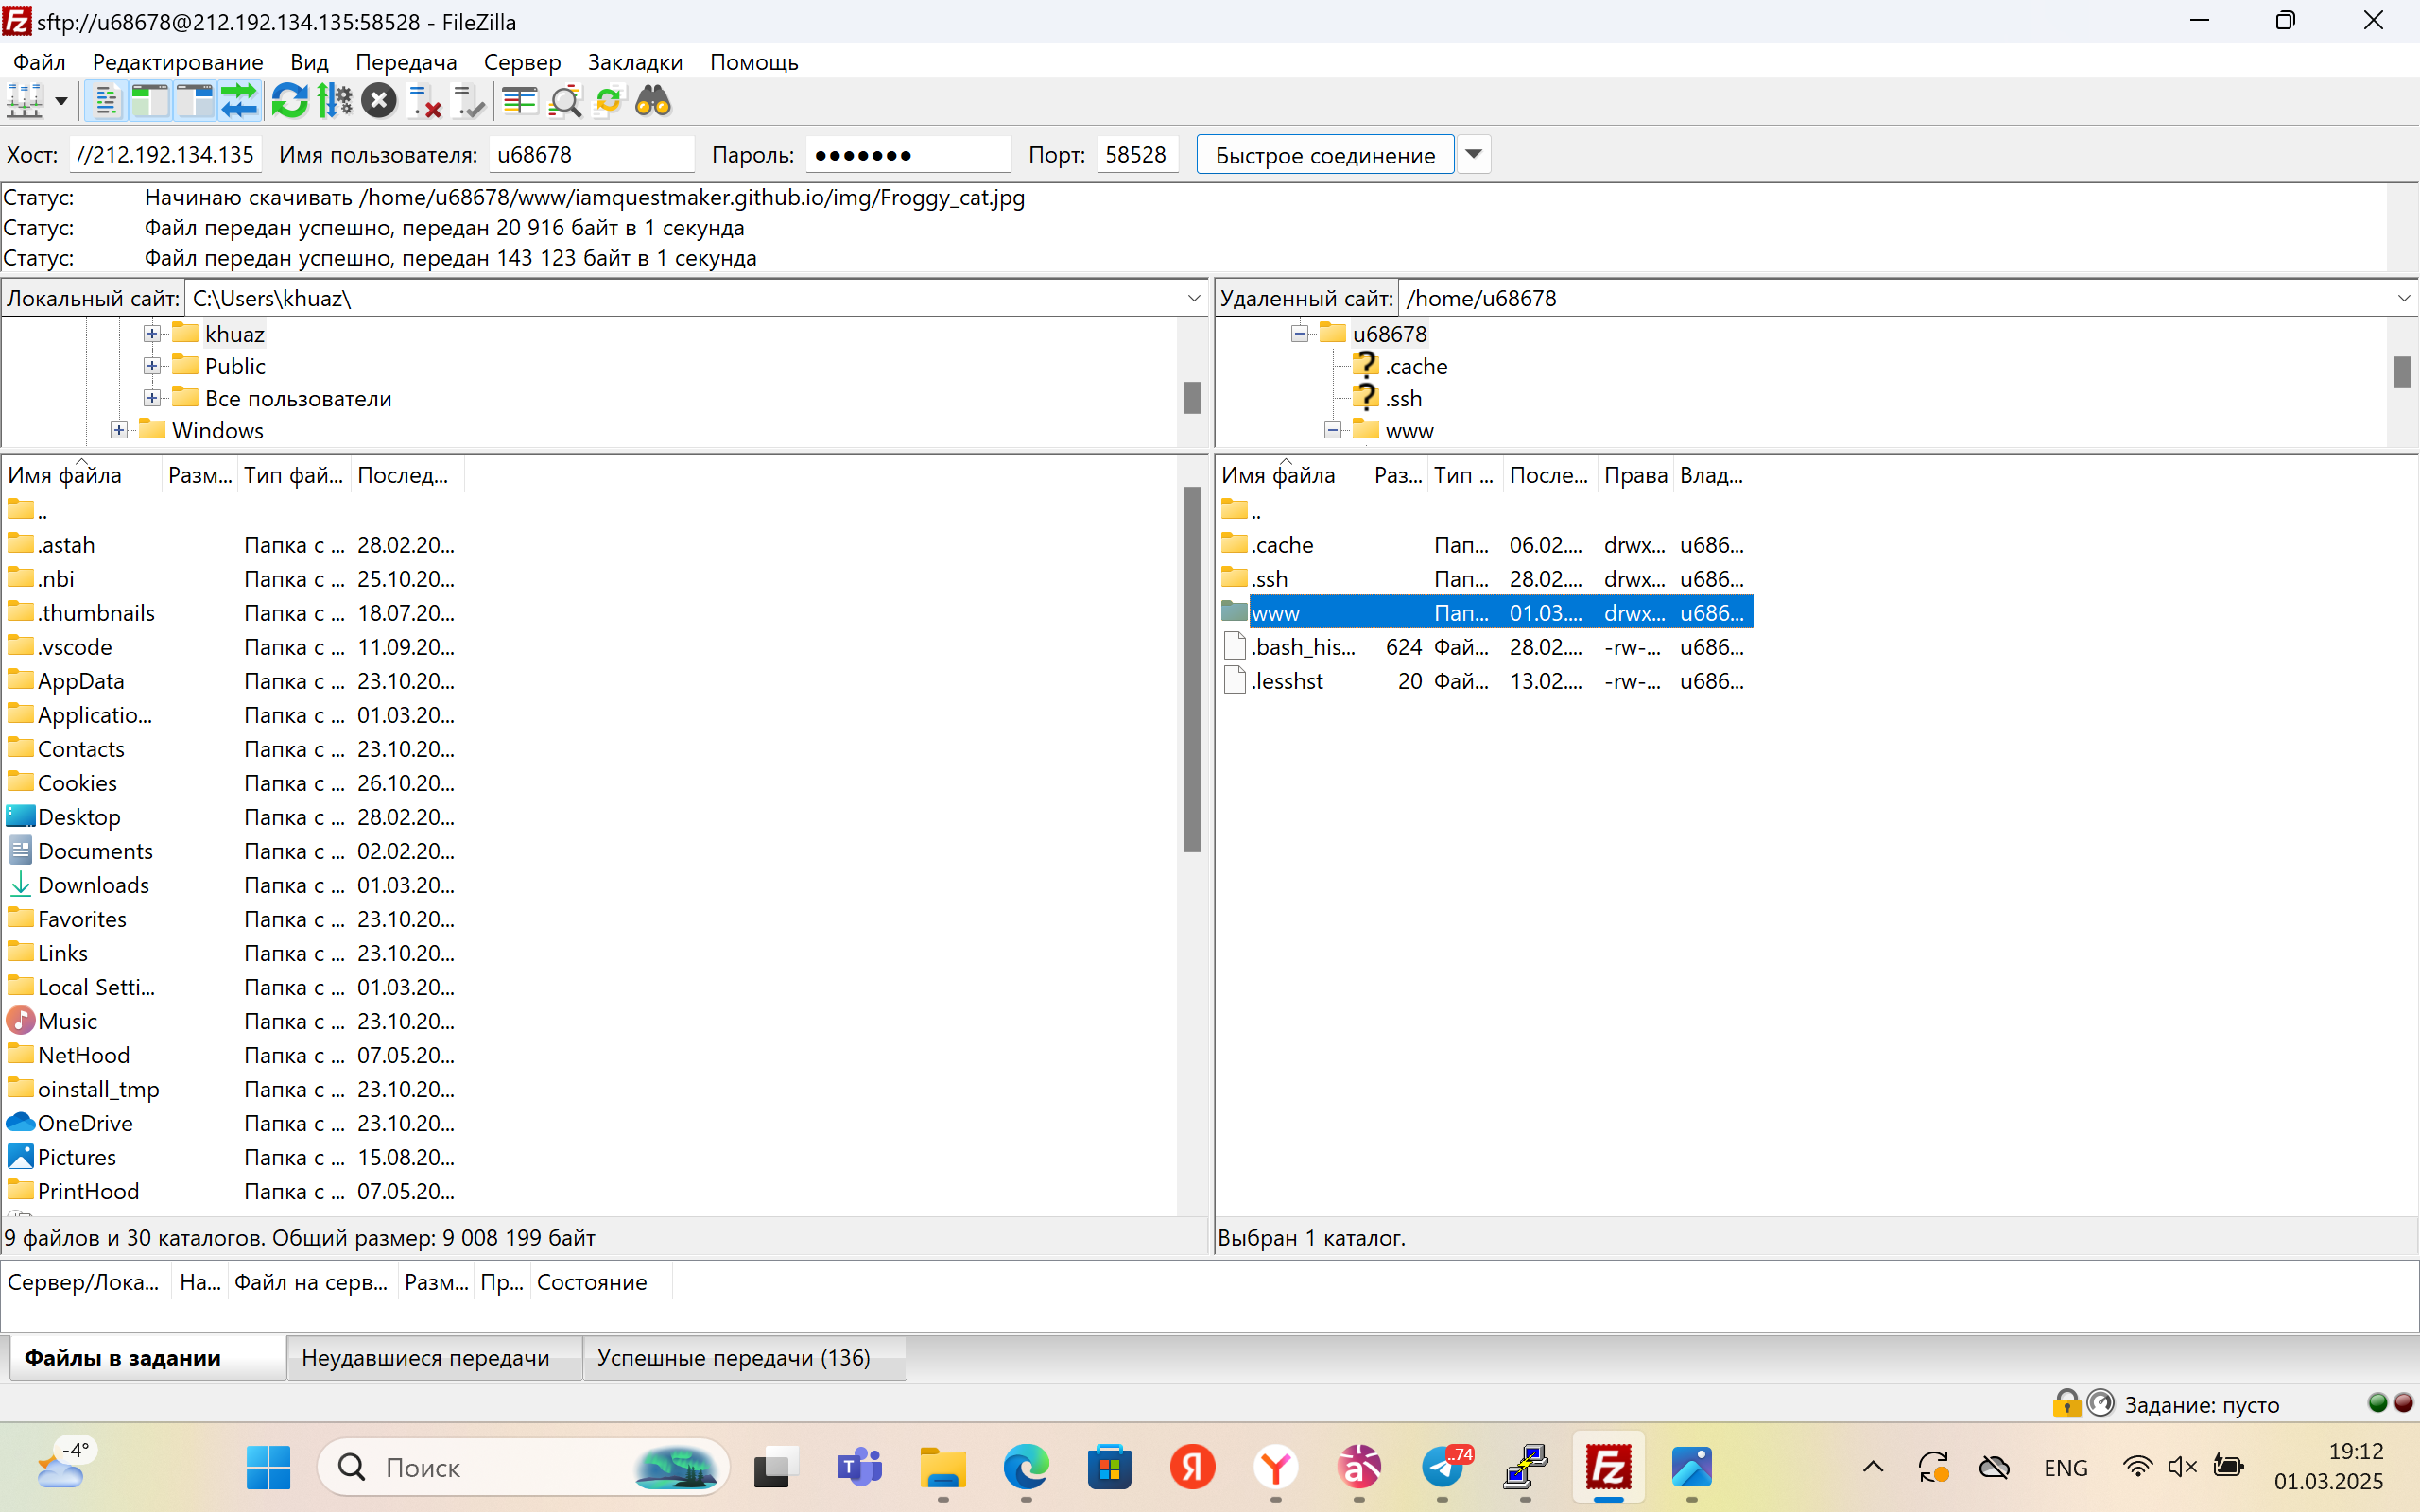 sftp://u68678@212.192.134.135:58528 - FileZilla
Файл Редактирование Вид Передача Сервер Закладки Помощь
Хост: //212.192.134.135 Имя пользователя: u68678 Пароль: ●●●●●●● Порт: 58528 Быстрое соединение
Статус: Начинаю скачивать /home/u68678/www/iamquestmaker.github.io/img/Froggy_cat.jpg
Статус: Файл передан успешно, передан 20 916 байт в 1 секунда
Статус: Файл передан успешно, передан 143 123 байт в 1 секунда
Локальный сайт: C:\Users\khuaz\
khuaz
Public
Все пользователи
Windows
Удаленный сайт: /home/u68678
u68678
.cache
.ssh
www
Имя файла Разм... Тип фай... Послед...
..
.astah Папка с ... 28.02.20...
.nbi Папка с ... 25.10.20...
.thumbnails Папка с ... 18.07.20...
.vscode Папка с ... 11.09.20...
AppData Папка с ... 23.10.20...
Applicatio... Папка с ... 01.03.20...
Contacts Папка с ... 23.10.20...
Cookies Папка с ... 26.10.20...
Desktop Папка с ... 28.02.20...
Documents Папка с ... 02.02.20...
Downloads Папка с ... 01.03.20...
Favorites Папка с ... 23.10.20...
Links Папка с ... 23.10.20...
Local Setti... Папка с ... 01.03.20...
Music Папка с ... 23.10.20...
NetHood Папка с ... 07.05.20...
oinstall_tmp Папка с ... 23.10.20...
OneDrive Папка с ... 23.10.20...
Pictures Папка с ... 15.08.20...
PrintHood Папка с ... 07.05.20...
9 файлов и 30 каталогов. Общий размер: 9 008 199 байт
Имя файла Раз... Тип ... После... Права Влад...
..
.cache Пап... 06.02.... drwx... u686...
.ssh Пап... 28.02.... drwx... u686...
www Пап... 01.03.... drwx... u686...
.bash_his... 624 Фай... 28.02.... -rw-... u686...
.lesshst 20 Фай... 13.02.... -rw-... u686...
Выбран 1 каталог.
Сервер/Лока... На... Файл на серв... Разм... Пр... Состояние
Файлы в задании Неудавшиеся передачи Успешные передачи (136)
Задание: пусто
-4° Поиск 74 ENG 19:12
01.03.2025